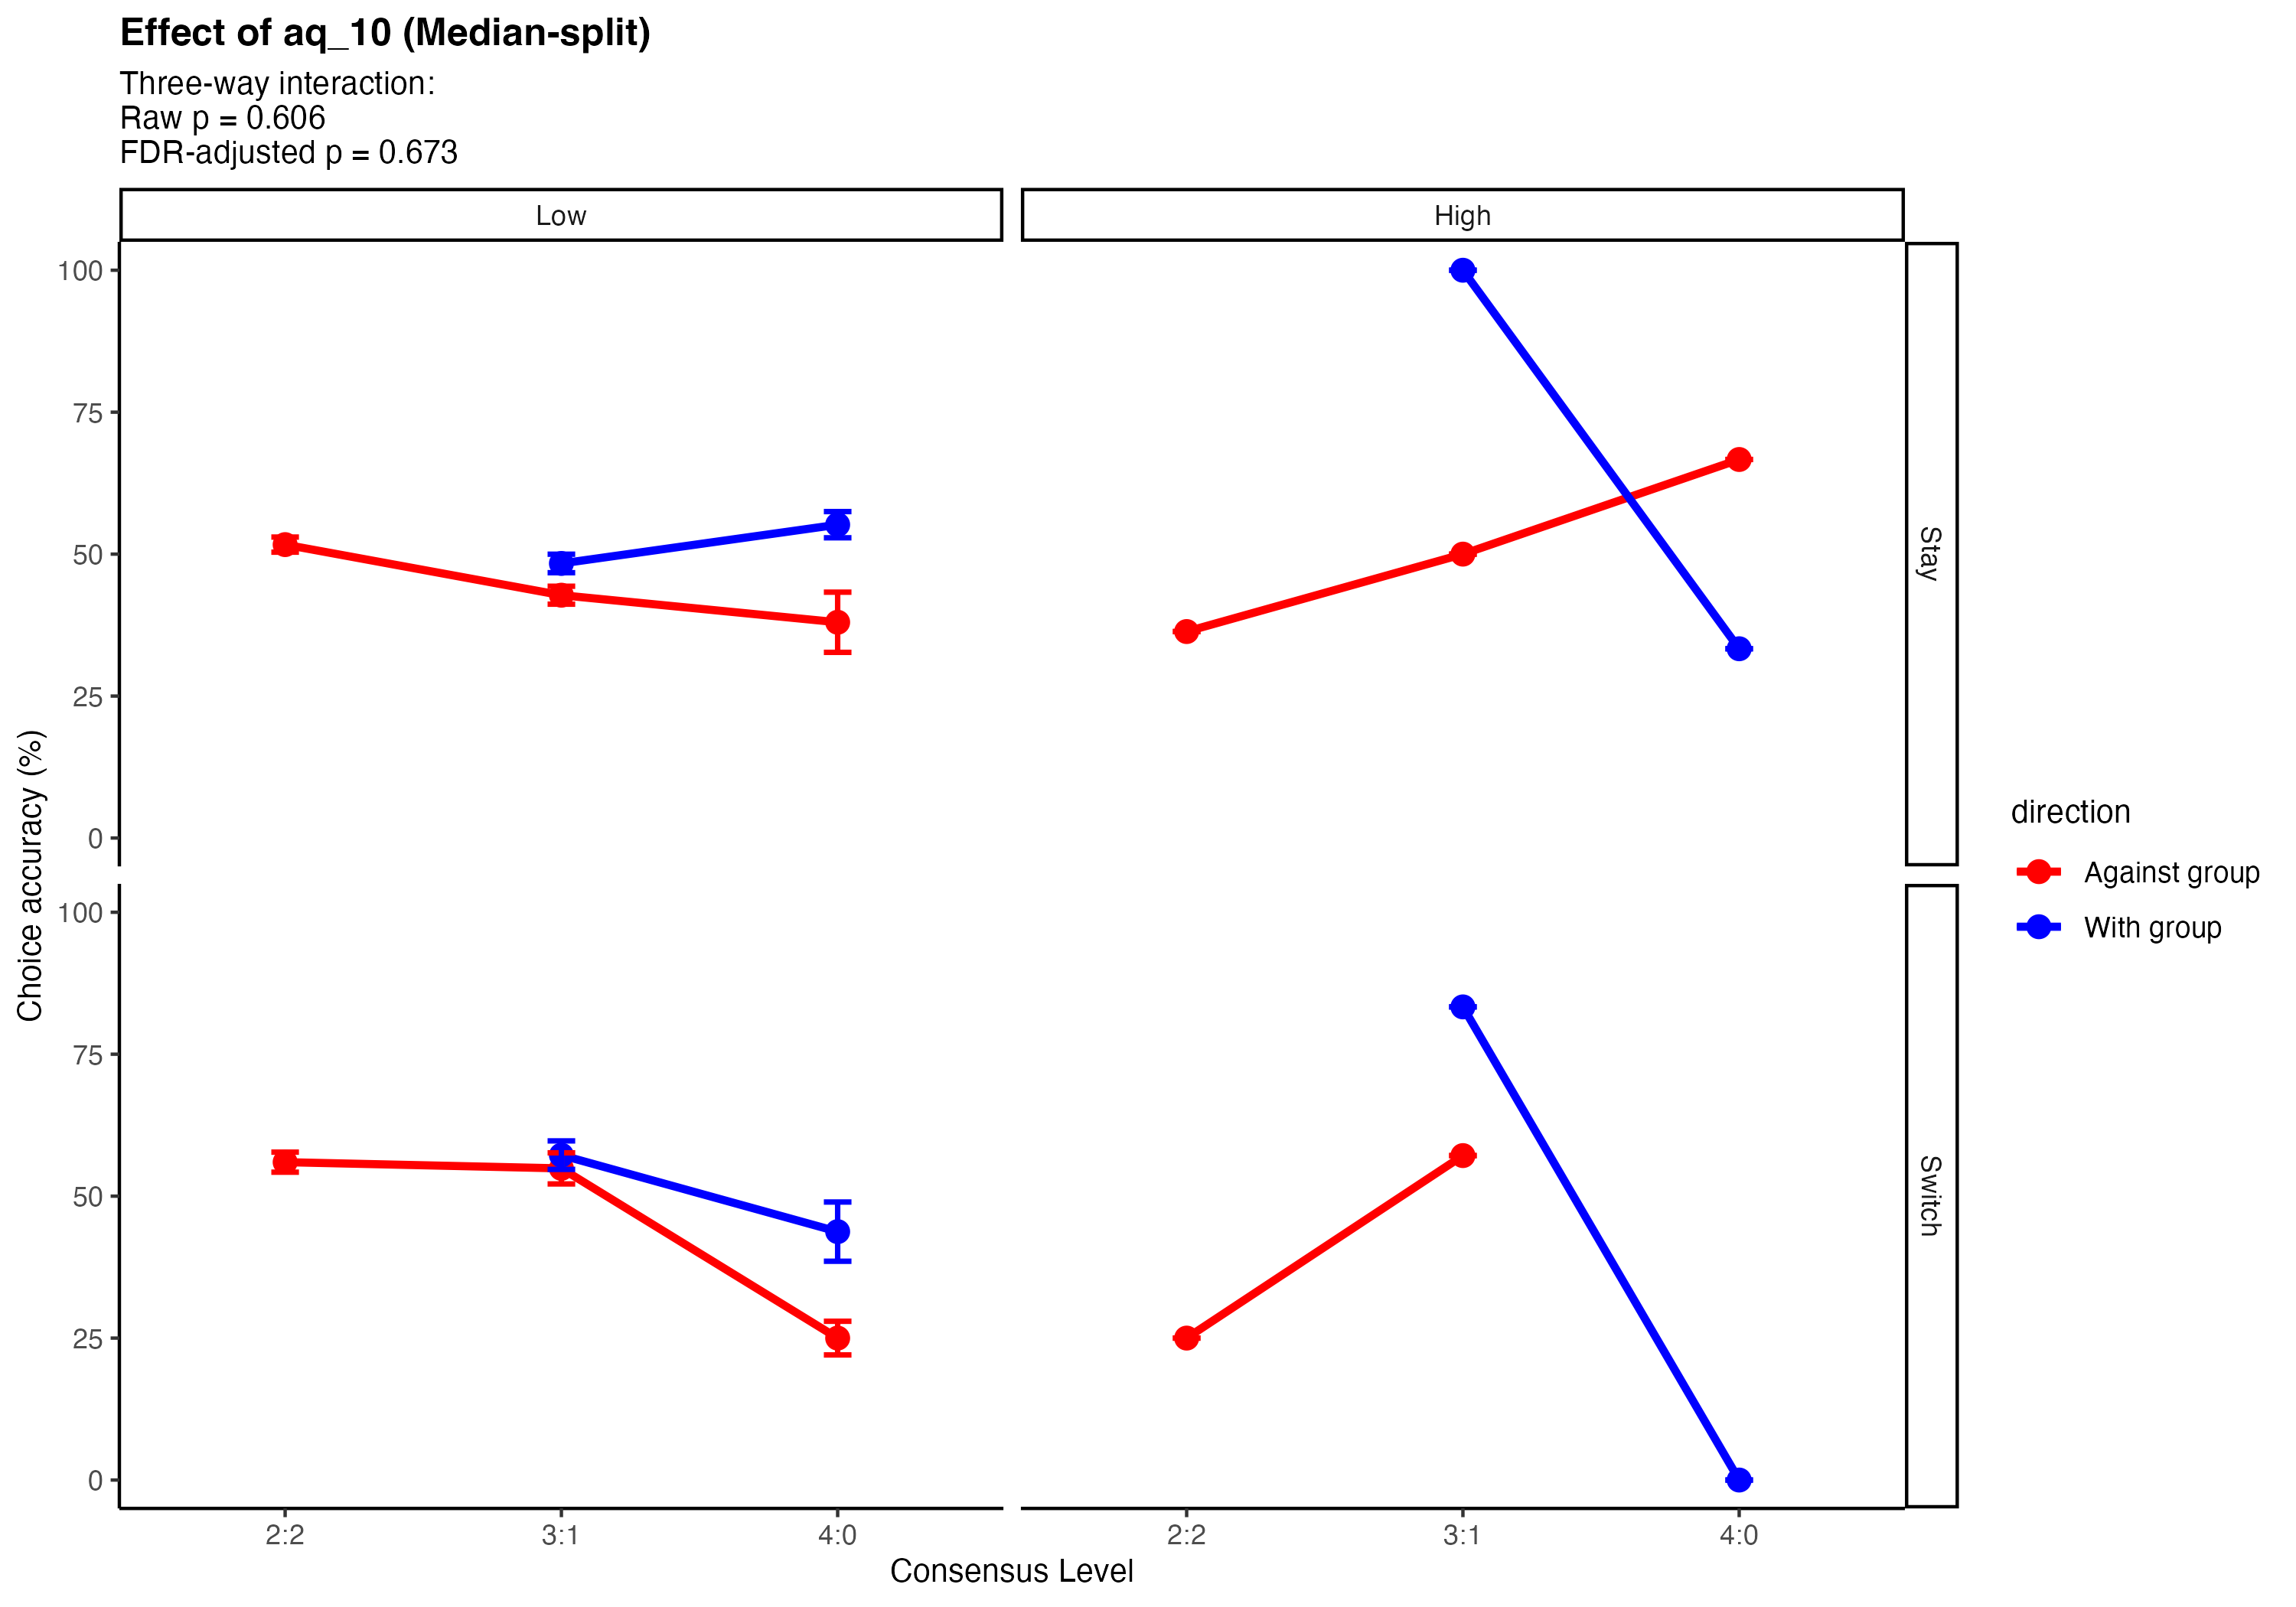 Effect of aq_10 (Median-split)
Three-way interaction:
Raw p = 0.606
FDR-adjusted p = 0.673
Low
High
100
75
50
25
0
Stay
100
75
50
25
0
Switch
Choice accuracy (%)
2:2
3:1
4:0
2:2
3:1
4:0
Consensus Level
direction
Against group
With group